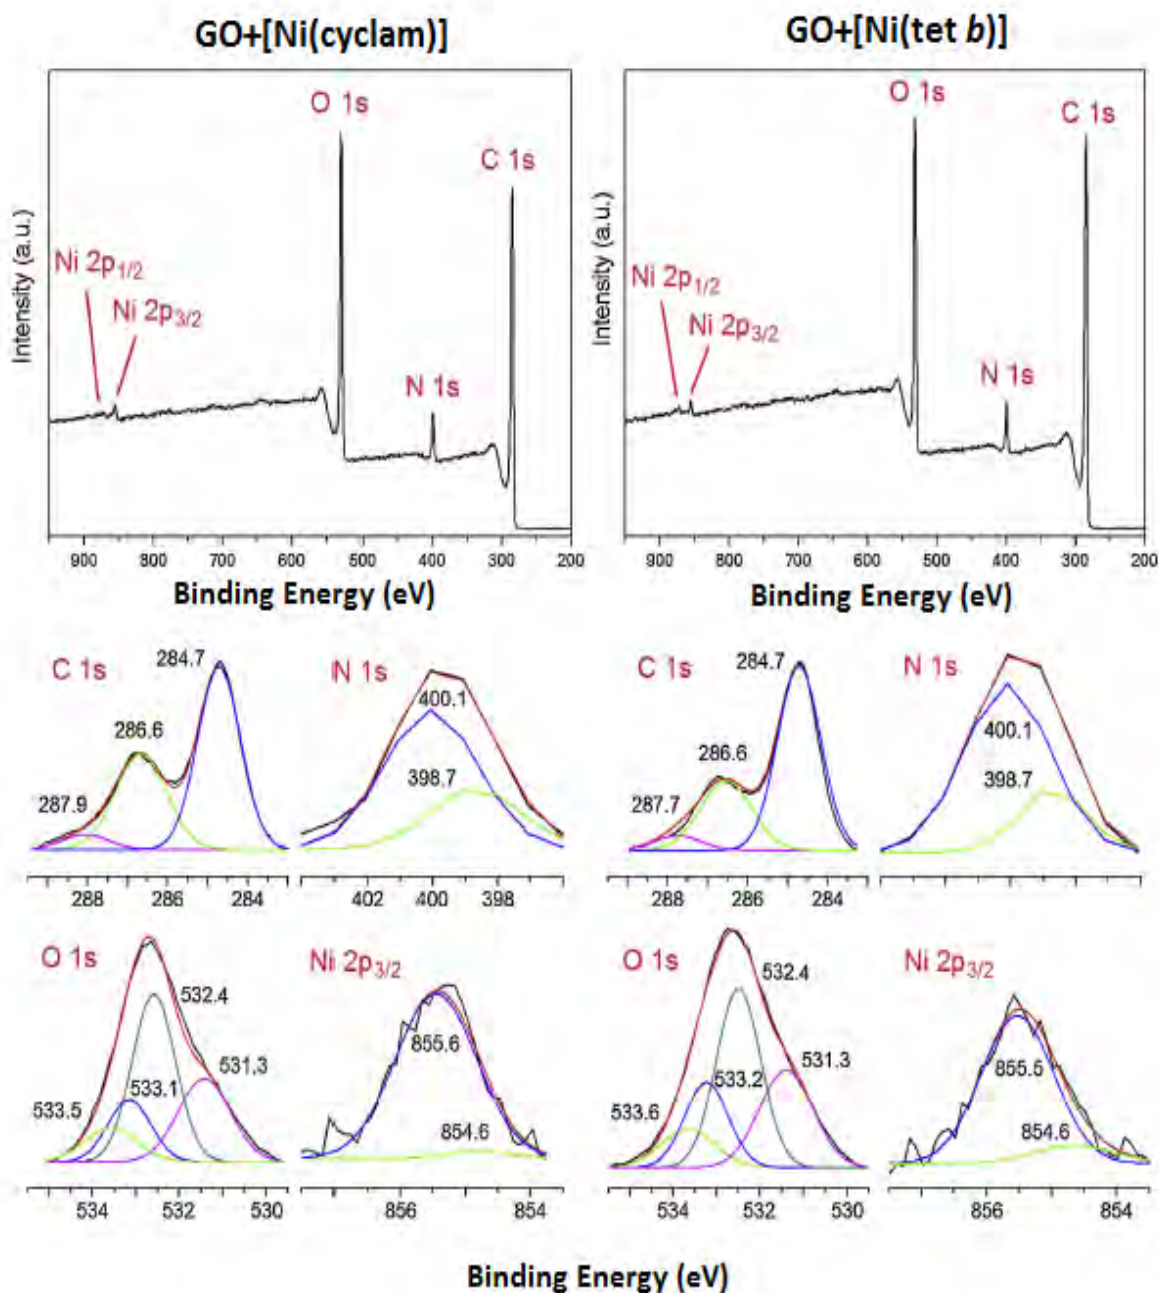 GO+[Ni(cyclam)]
GO+[Ni(tet b)]
O 1s
C 1s
Ni 2p1/2
Ni 2p3/2
N 1s
Intensity (a.u.)
900 800 700 600 500 400 300 200
Binding Energy (eV)
O 1s
C 1s
Ni 2p1/2
Ni 2p3/2
N 1s
Intensity (a.u.)
900 800 700 600 500 400 300 200
Binding Energy (eV)
C 1s
284.7
286.6
287.9
288 286 284
N 1s
400.1
398.7
402 400 398
C 1s
284.7
286.6
287.7
288 286 284
N 1s
400.1
398.7
O 1s
532.4
531.3
533.1
533.5
534 532 530
Ni 2p3/2
855.6
854.6
856 854
O 1s
532.4
531.3
533.2
533.6
534 532 530
Ni 2p3/2
855.6
854.6
856 854
Binding Energy (eV)